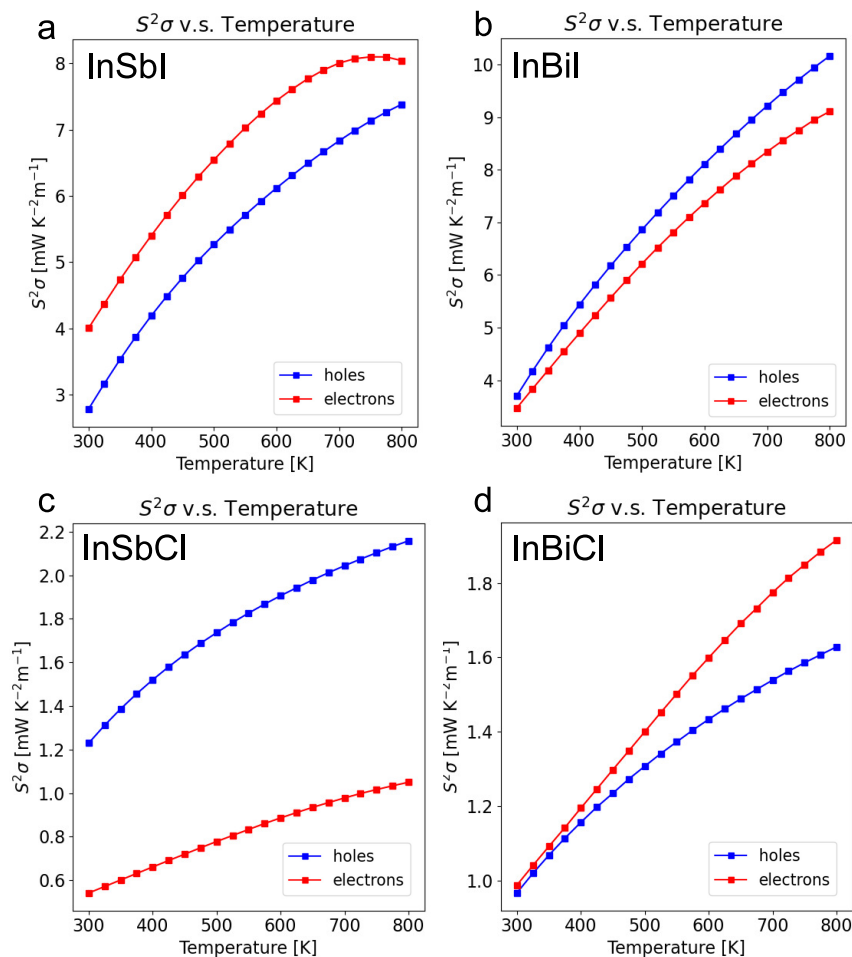 a
S²σ v.s. Temperature
InSbI
8
7
6
5
4
3
S²σ [mW K⁻²m⁻¹]
holes
electrons
300 400 500 600 700 800
Temperature [K]
b
S²σ v.s. Temperature
InBiI
10
9
8
7
6
5
4
S²σ [mW K⁻²m⁻¹]
holes
electrons
300 400 500 600 700 800
Temperature [K]
c
S²σ v.s. Temperature
InSbCl
2.2
2.0
1.8
1.6
1.4
1.2
1.0
0.8
0.6
S²σ [mW K⁻²m⁻¹]
holes
electrons
300 400 500 600 700 800
Temperature [K]
d
S²σ v.s. Temperature
InBiCl
1.8
1.6
1.4
1.2
1.0
S²σ [mW K⁻²m⁻¹]
holes
electrons
300 400 500 600 700 800
Temperature [K]